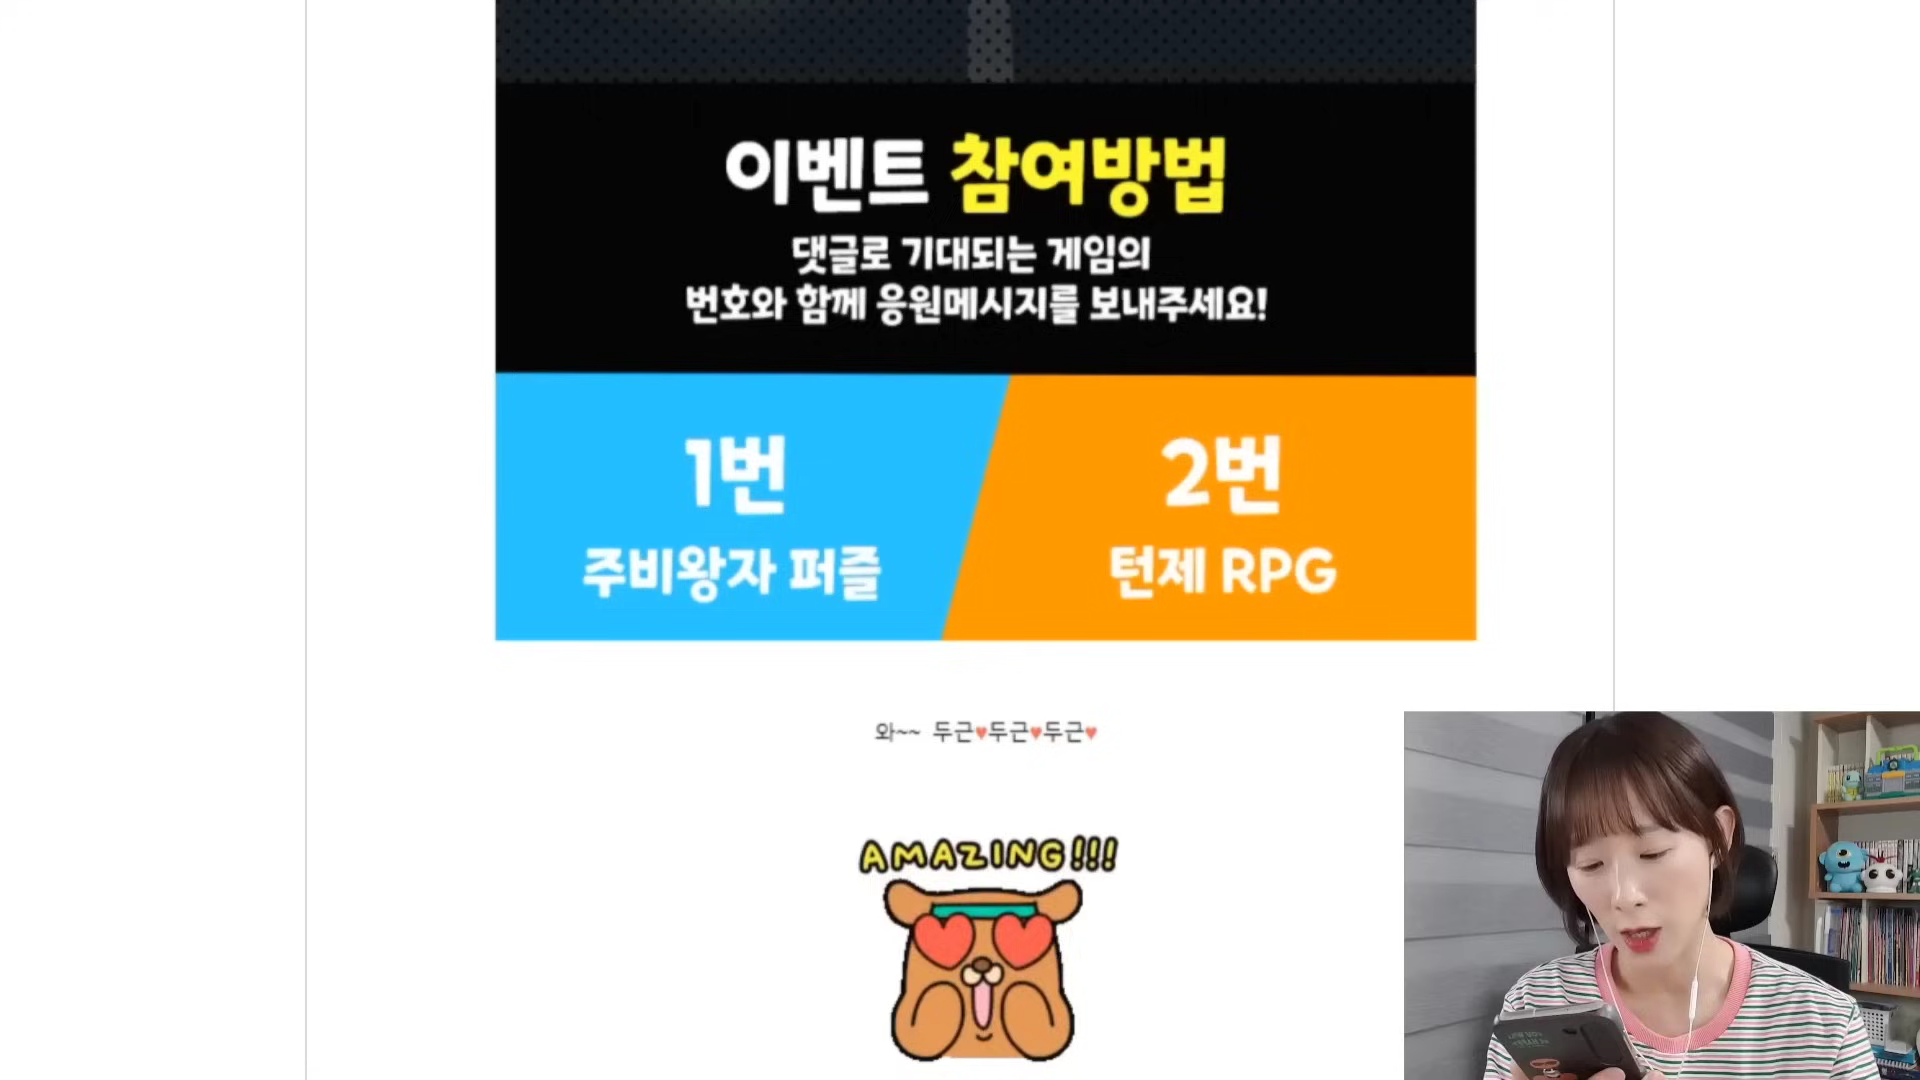 이벤트 참여방법
댓글로 기대되는 게임의
번호와 함께 응원메시지를 보내주세요!
1번
주비왕자 퍼즐
2번
턴제 RPG
와~~ 두근♥두근♥두근♥
AMAZING!!!